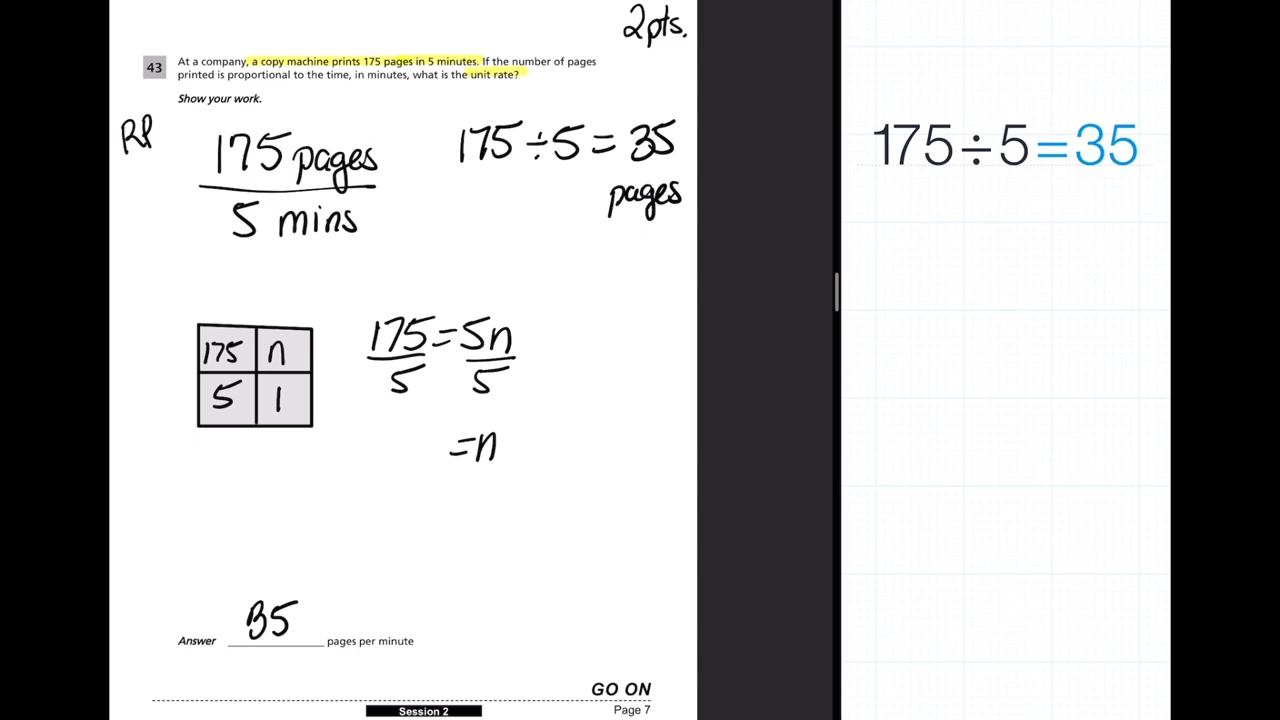 2pts.
43 At a company, a copy machine prints 175 pages in 5 minutes. If the number of pages
printed is proportional to the time, in minutes, what is the unit rate?
Show your work.
RP
175 pages
5 mins
175 ÷ 5 = 35
pages
175 ÷ 5 = 35
175 n
5 1
175 = 5n
5 5
= n
Answer 35 pages per minute
GO ON
Session 2
Page 7